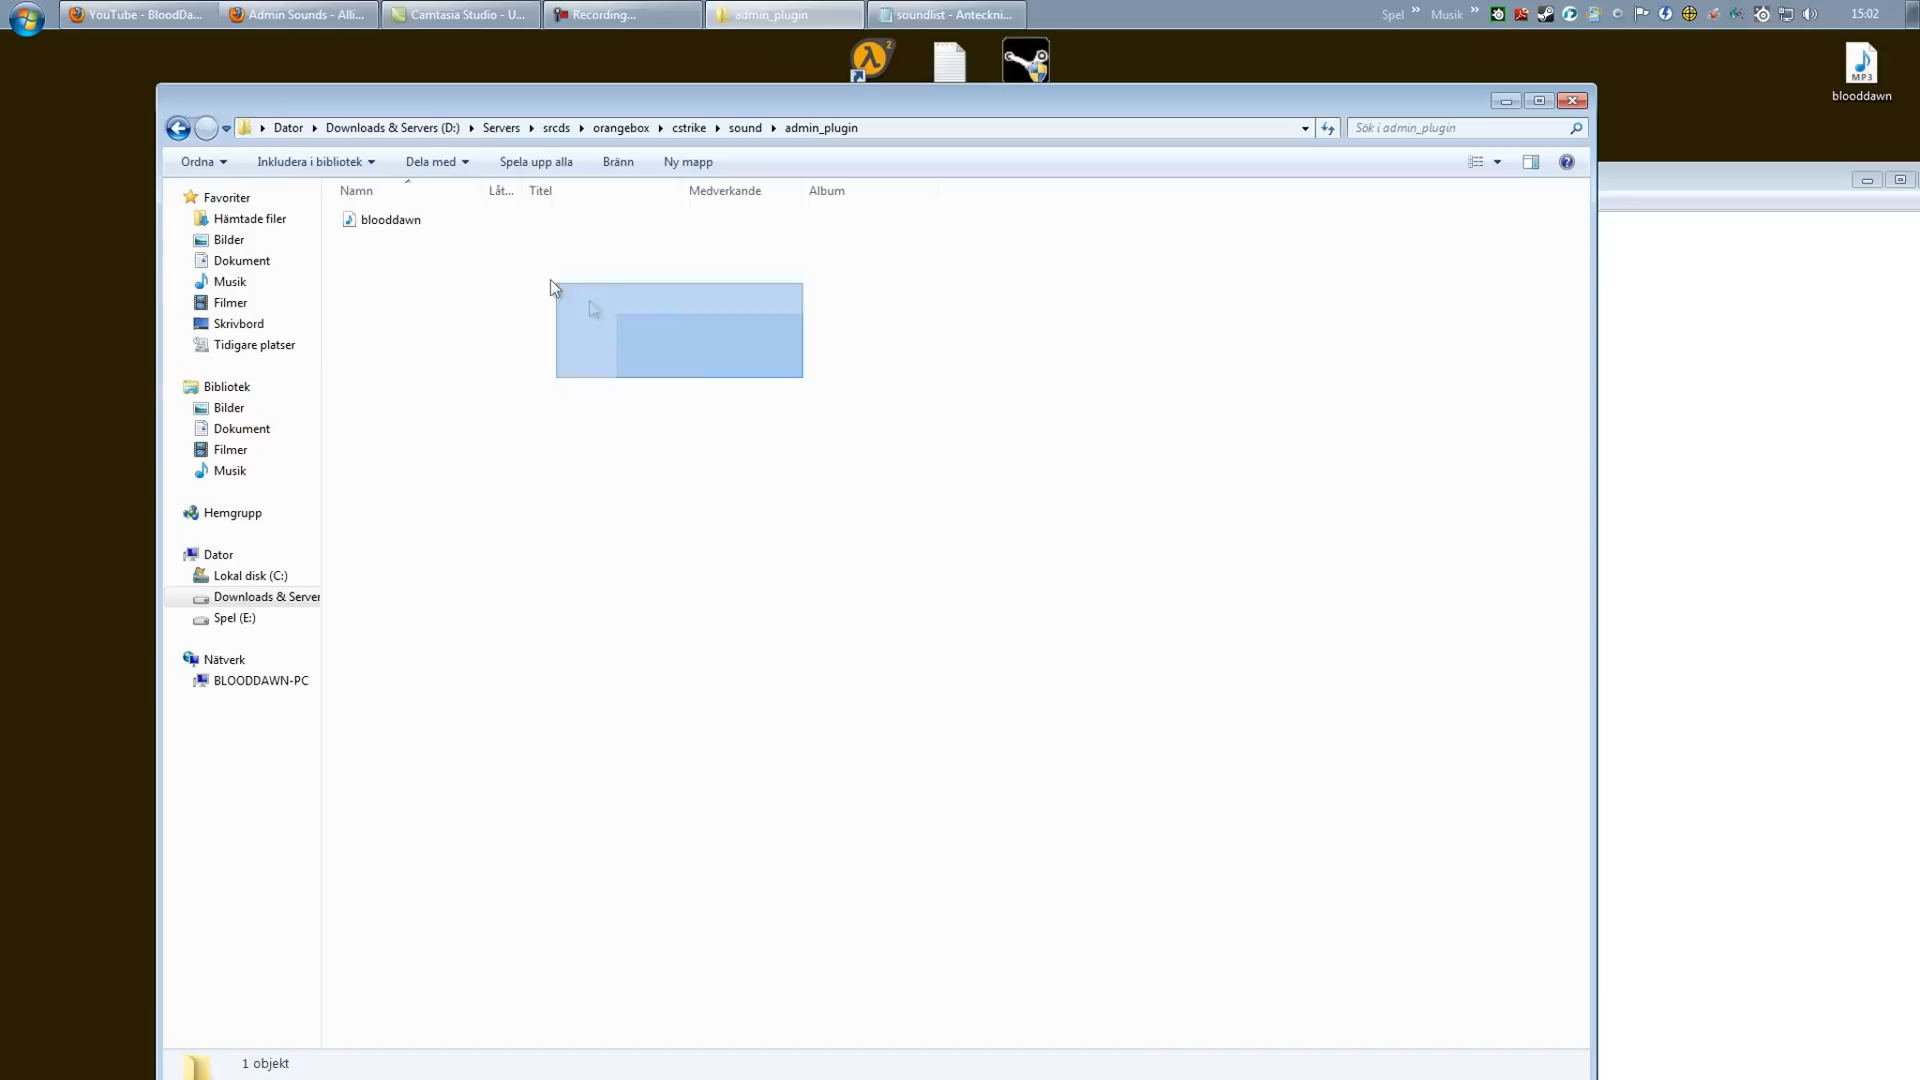 YouTube - BloodDa...
Admin Sounds - Alli...
Camtasia Studio - U...
Recording...
admin_plugin
soundlist - Anteckni...
Spel »
Musik »
15:02
2
MP3
blooddawn
Dator
Downloads & Servers (D:)
Servers
srcds
orangebox
cstrike
sound
admin_plugin
Sök i admin_plugin
Ordna
Inkludera i bibliotek
Dela med
Spela upp alla
Bränn
Ny mapp
Namn
Låt...
Titel
Medverkande
Album
blooddawn
Favoriter
Hämtade filer
Bilder
Dokument
Musik
Filmer
Skrivbord
Tidigare platser
Bibliotek
Bilder
Dokument
Filmer
Musik
Hemgrupp
Dator
Lokal disk (C:)
Downloads & Server
Spel (E:)
Nätverk
BLOODDAWN-PC
1 objekt